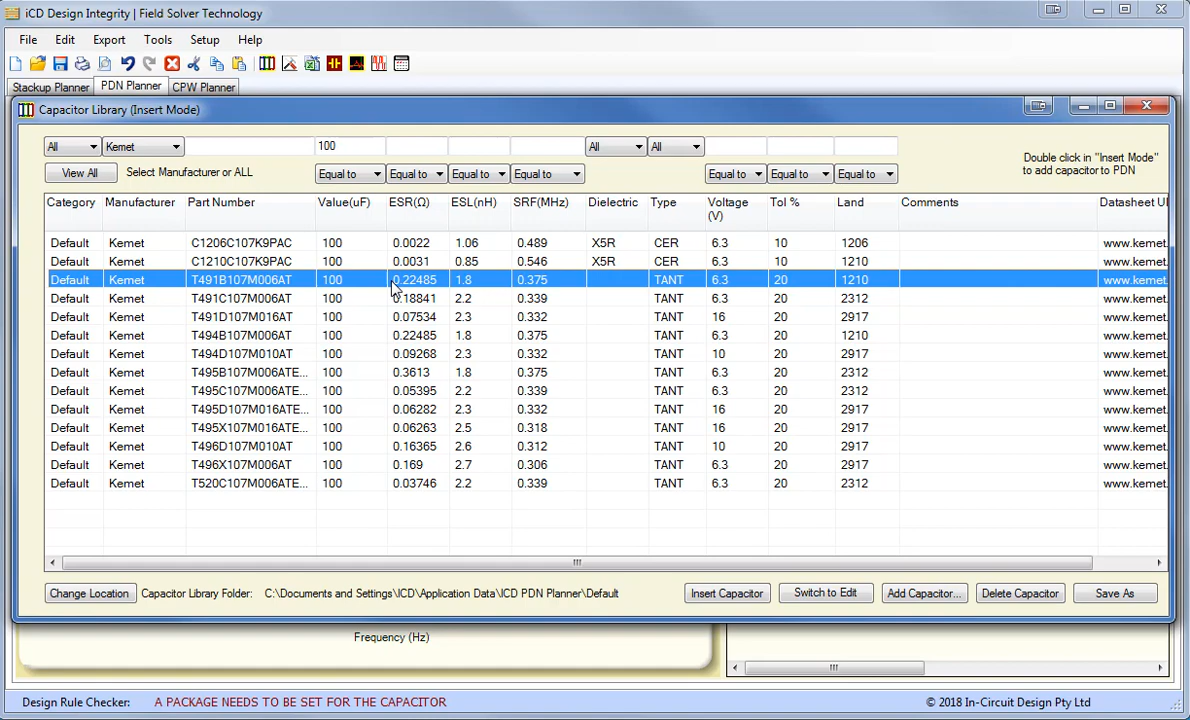 iCD Design Integrity | Field Solver Technology
File Edit Export Tools Setup Help
Stackup Planner PDN Planner CPW Planner
Capacitor Library (Insert Mode)
All Kemet 100 All All
View All Select Manufacturer or ALL Equal to Equal to Equal to Equal to Equal to Equal to Equal to
Double click in "Insert Mode"
to add capacitor to PDN
Category Manufacturer Part Number Value(uF) ESR(Ω) ESL(nH) SRF(MHz) Dielectric Type Voltage (V) Tol % Land Comments Datasheet U
Default Kemet C1206C107K9PAC 100 0.0022 1.06 0.489 X5R CER 6.3 10 1206 www.kemet.
Default Kemet C1210C107K9PAC 100 0.0031 0.85 0.546 X5R CER 6.3 10 1210 www.kemet.
Default Kemet T491B107M006AT 100 0.22485 1.8 0.375 TANT 6.3 20 1210 www.kemet.
Default Kemet T491C107M006AT 100 0.18841 2.2 0.339 TANT 6.3 20 2312 www.kemet.
Default Kemet T491D107M016AT 100 0.07534 2.3 0.332 TANT 16 20 2917 www.kemet.
Default Kemet T494B107M006AT 100 0.22485 1.8 0.375 TANT 6.3 20 1210 www.kemet.
Default Kemet T494D107M010AT 100 0.09268 2.3 0.332 TANT 10 20 2917 www.kemet.
Default Kemet T495B107M006ATE... 100 0.3613 1.8 0.375 TANT 6.3 20 2312 www.kemet.
Default Kemet T495C107M006ATE... 100 0.05395 2.2 0.339 TANT 6.3 20 2312 www.kemet.
Default Kemet T495D107M016ATE... 100 0.06282 2.3 0.332 TANT 16 20 2917 www.kemet.
Default Kemet T495X107M016ATE... 100 0.06263 2.5 0.318 TANT 16 20 2917 www.kemet.
Default Kemet T496D107M010AT 100 0.16365 2.6 0.312 TANT 10 20 2917 www.kemet.
Default Kemet T496X107M006AT 100 0.169 2.7 0.306 TANT 6.3 20 2917 www.kemet.
Default Kemet T520C107M006ATE... 100 0.03746 2.2 0.339 TANT 6.3 20 2312 www.kemet.
Change Location Capacitor Library Folder: C:\Documents and Settings\ICD\Application Data\ICD PDN Planner\Default Insert Capacitor Switch to Edit Add Capacitor... Delete Capacitor Save As
Frequency (Hz)
Design Rule Checker: A PACKAGE NEEDS TO BE SET FOR THE CAPACITOR © 2018 In-Circuit Design Pty Ltd